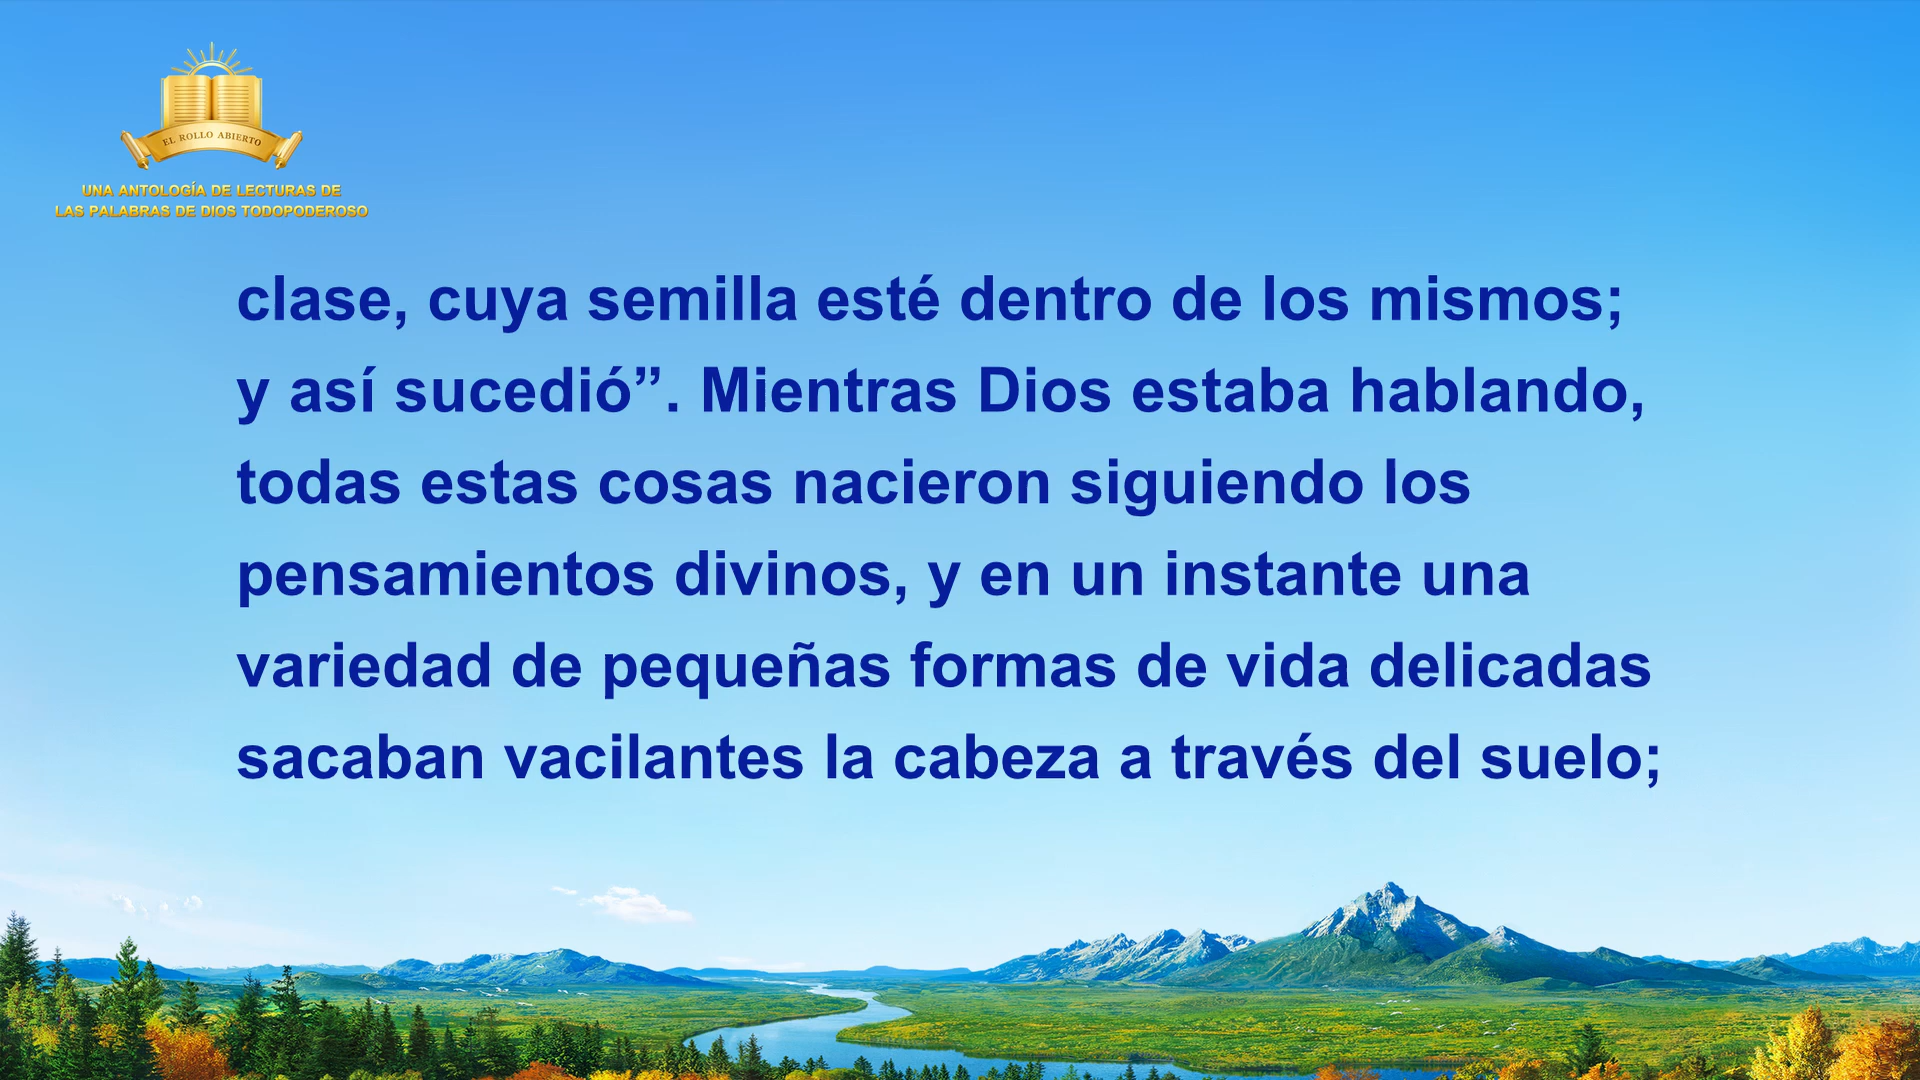 EL ROLLO ABIERTO
UNA ANTOLOGÍA DE LECTURAS DE
LAS PALABRAS DE DIOS TODOPODEROSO
clase, cuya semilla esté dentro de los mismos;
y así sucedió”. Mientras Dios estaba hablando,
todas estas cosas nacieron siguiendo los
pensamientos divinos, y en un instante una
variedad de pequeñas formas de vida delicadas
sacaban vacilantes la cabeza a través del suelo;